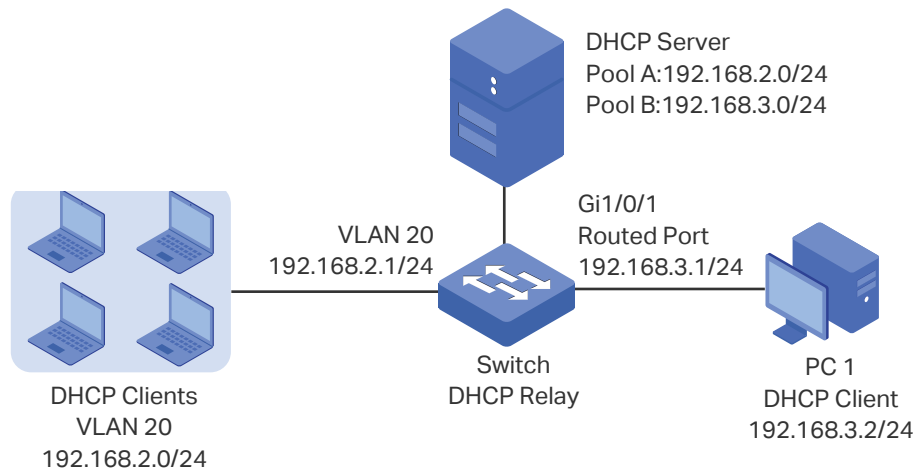 DHCP Server
Pool A:192.168.2.0/24
Pool B:192.168.3.0/24
Gi1/0/1
Routed Port
192.168.3.1/24
VLAN 20
192.168.2.1/24
Switch
DHCP Relay
PC 1
DHCP Client
192.168.3.2/24
DHCP Clients
VLAN 20
192.168.2.0/24